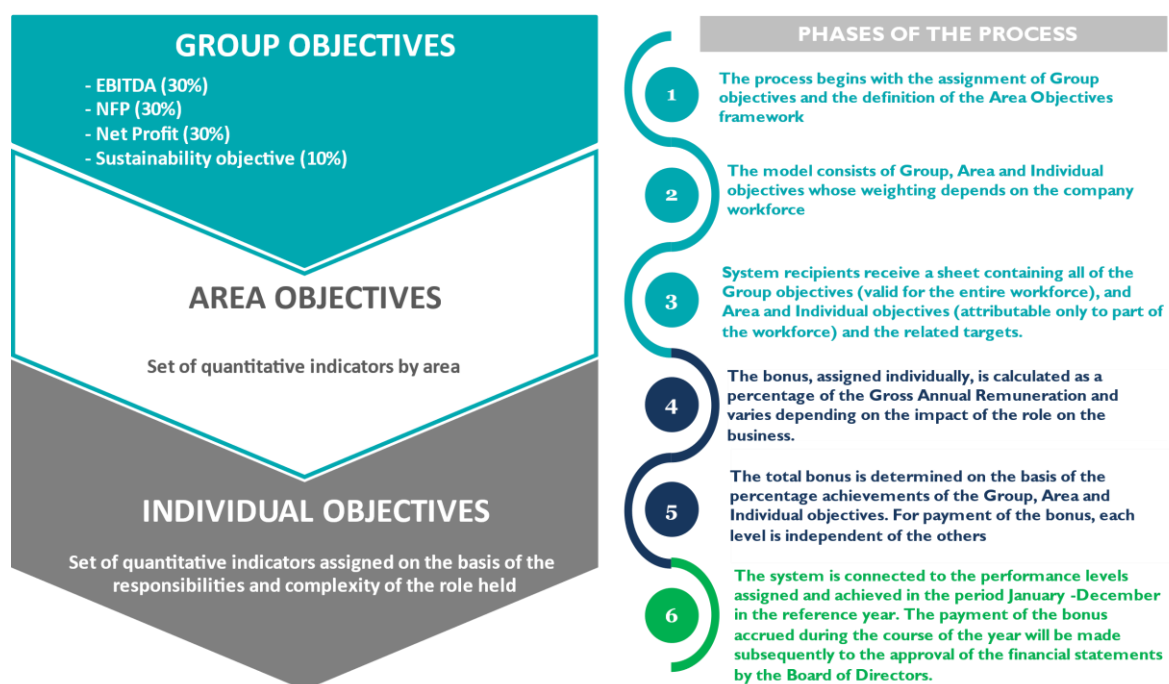 GROUP OBJECTIVES
- EBITDA (30%)
- NFP (30%)
- Net Profit (30%)
- Sustainability objective (10%)
AREA OBJECTIVES
Set of quantitative indicators by area
INDIVIDUAL OBJECTIVES
Set of quantitative indicators assigned on the basis of the
responsibilities and complexity of the role held
PHASES OF THE PROCESS
1
The process begins with the assignment of Group
objectives and the definition of the Area Objectives
framework
2
The model consists of Group, Area and Individual
objectives whose weighting depends on the company
workforce
3
System recipients receive a sheet containing all of the
Group objectives (valid for the entire workforce), and
Area and Individual objectives (attributable only to part of
the workforce) and the related targets.
4
The bonus, assigned individually, is calculated as a
percentage of the Gross Annual Remuneration and
varies depending on the impact of the role on the
business.
5
The total bonus is determined on the basis of the
percentage achievements of the Group, Area and
Individual objectives. For payment of the bonus, each
level is independent of the others
6
The system is connected to the performance levels
assigned and achieved in the period January -December
in the reference year. The payment of the bonus
accrued during the course of the year will be made
subsequently to the approval of the financial statements
by the Board of Directors.